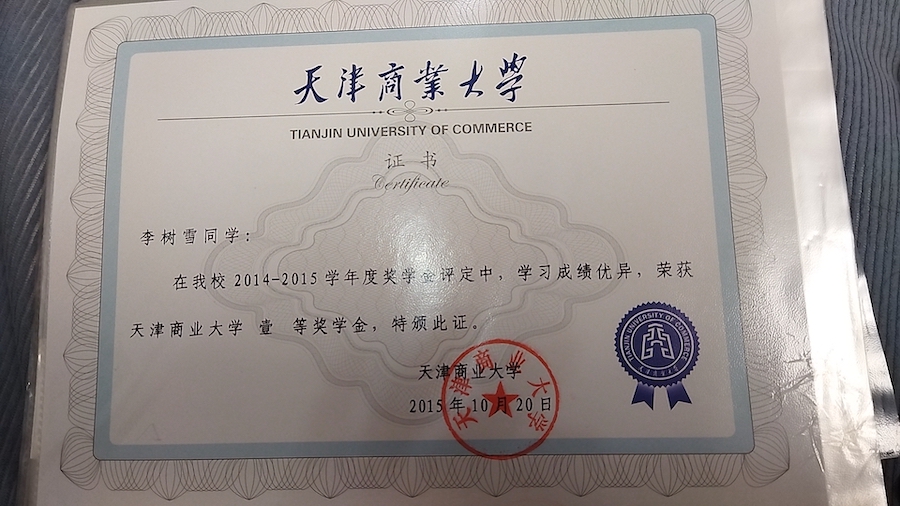 天津商業大學
TIANJIN UNIVERSITY OF COMMERCE
证书
Certificate
李树雪同学：
在我校 2014-2015 学年度奖学金评定中，学习成绩优异，荣获
天津商业大学 壹 等奖学金，特颁此证。
TIANJIN UNIVERSITY OF COMMERCE
天津商业大学
2015 年 10 月 20 日
天津商业大学